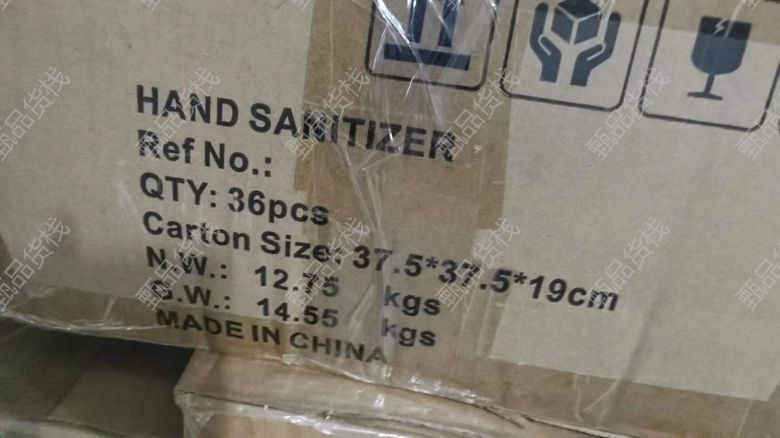 HAND SANITIZER
Ref No.:
QTY: 36pcs
Carton Size: 37.5*37.5*19cm
N.W.: 12.75 kgs
G.W.: 14.55 kgs
MADE IN CHINA
甄品货栈